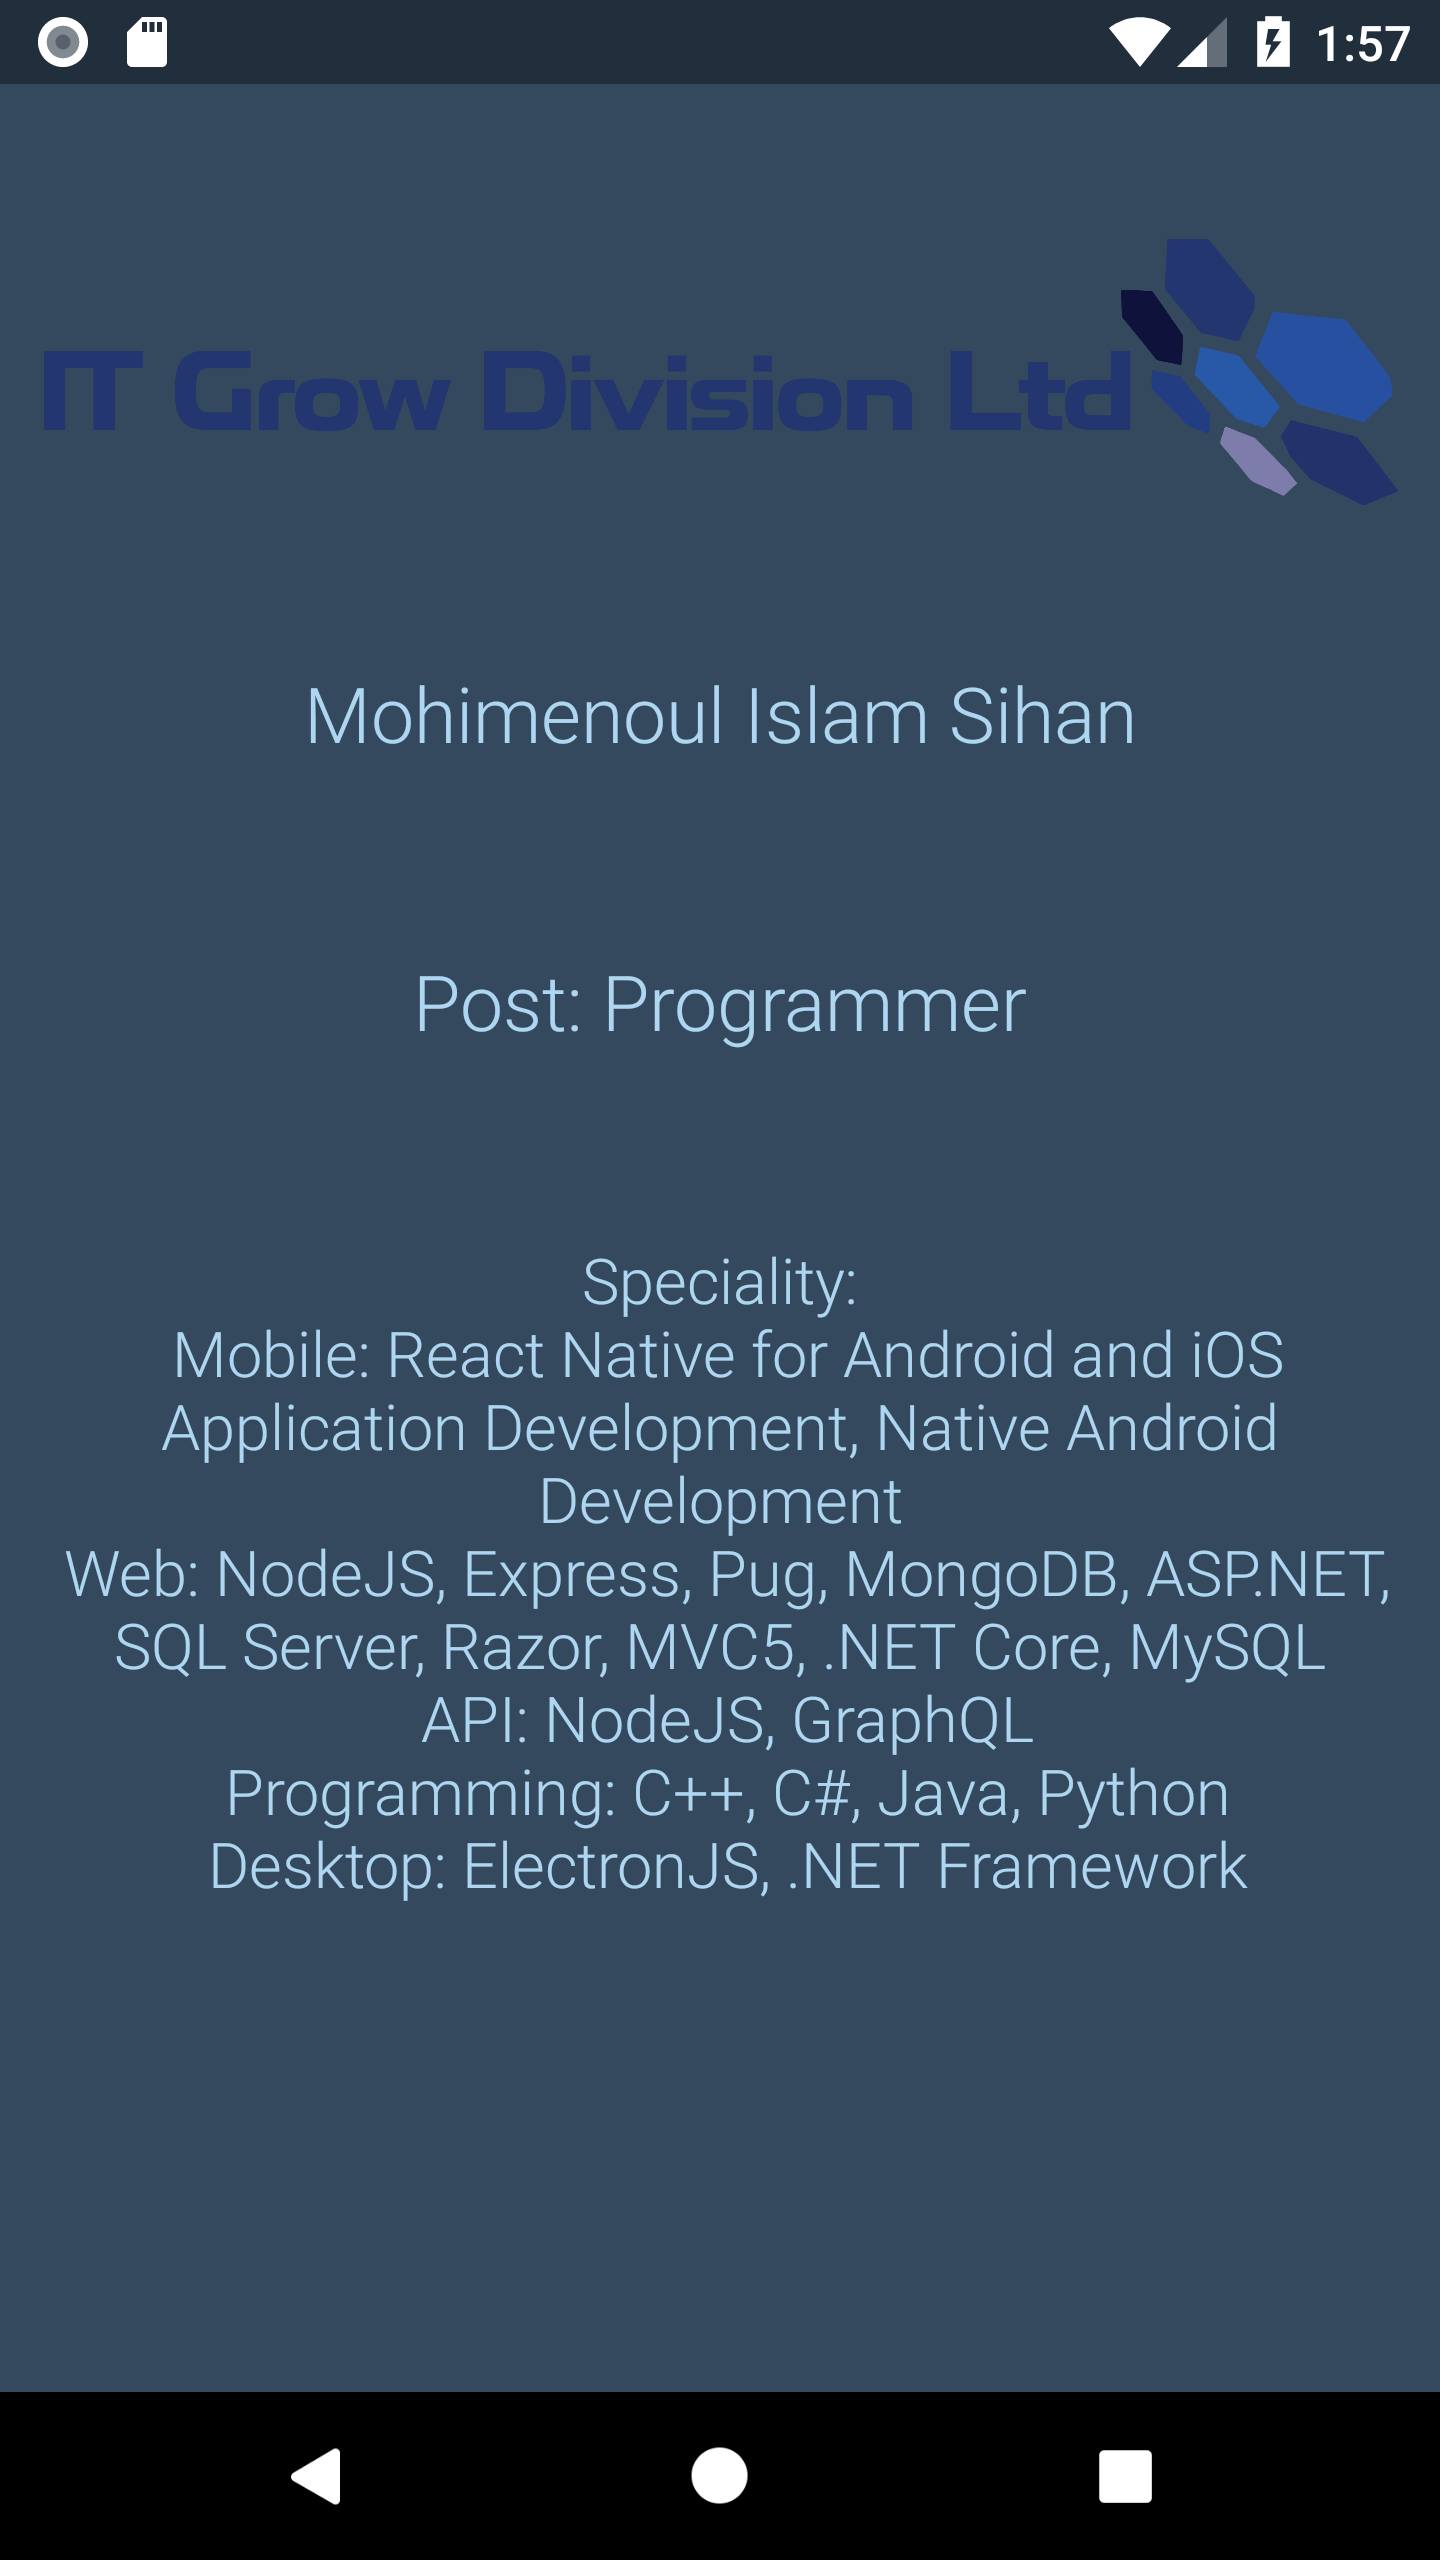 1:57
IT Grow Division Ltd
Mohimenoul Islam Sihan
Post: Programmer
Speciality:
Mobile: React Native for Android and iOS
Application Development, Native Android
Development
Web: NodeJS, Express, Pug, MongoDB, ASP.NET,
SQL Server, Razor, MVC5, .NET Core, MySQL
API: NodeJS, GraphQL
Programming: C++, C#, Java, Python
Desktop: ElectronJS, .NET Framework